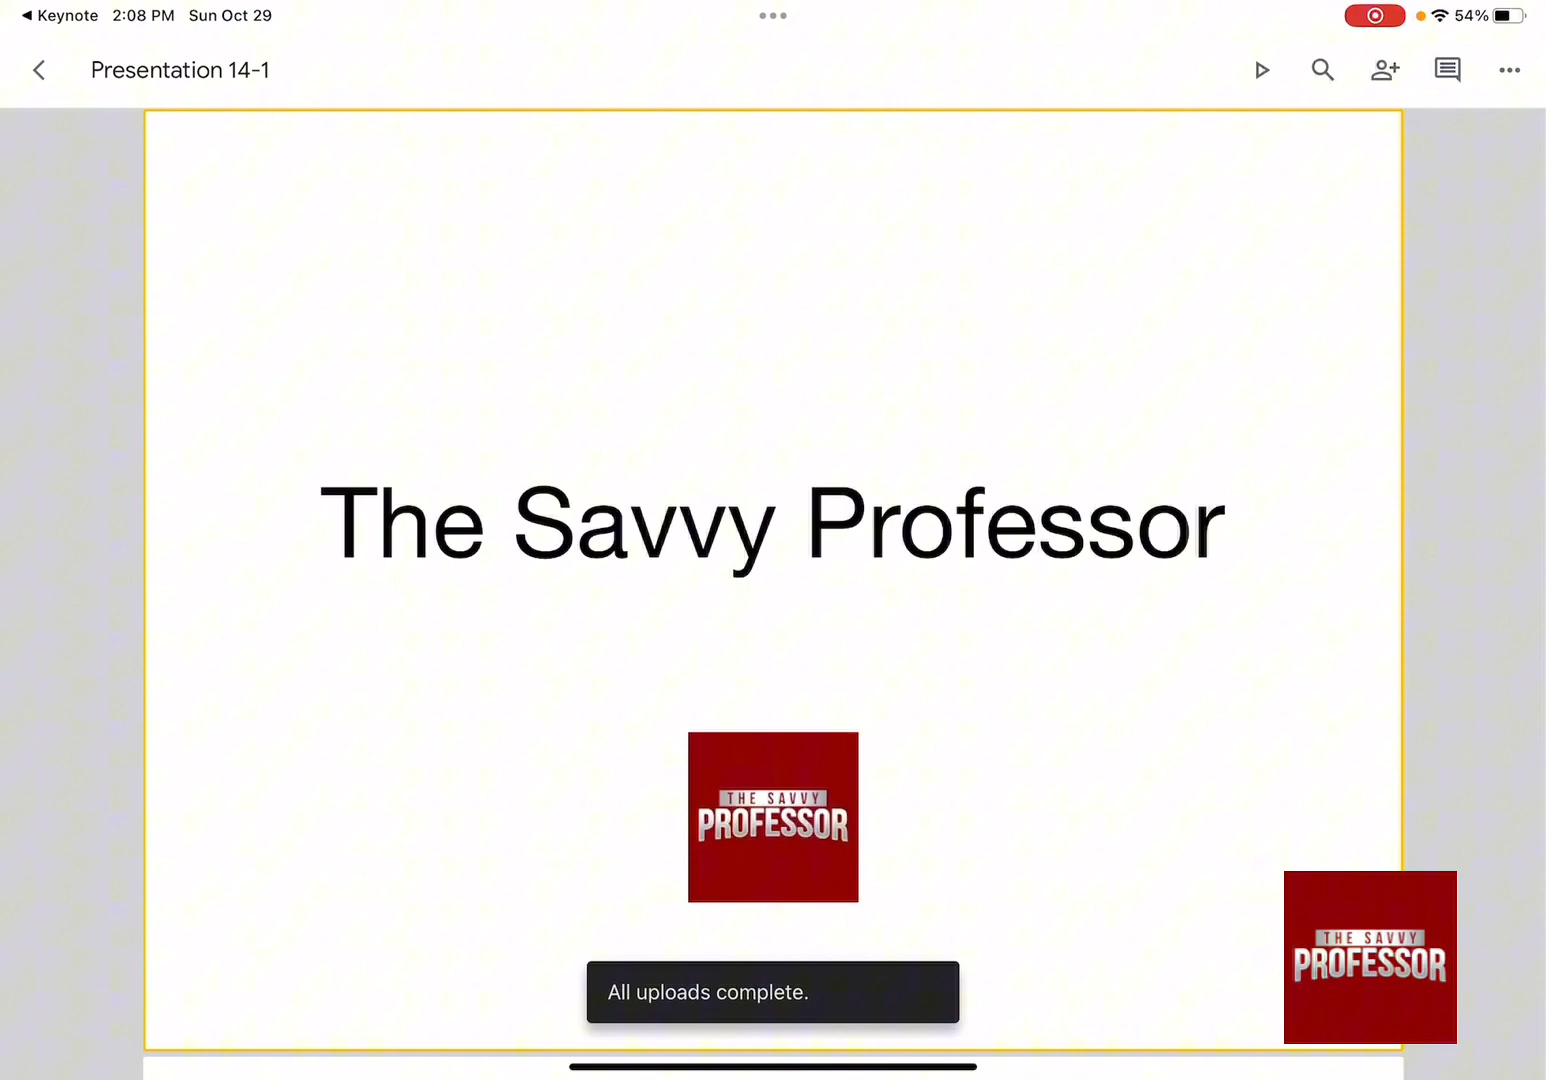 ◀ Keynote 2:08 PM Sun Oct 29
54%
Presentation 14-1
The Savvy Professor
THE SAVVY
PROFESSOR
THE SAVVY
PROFESSOR
All uploads complete.